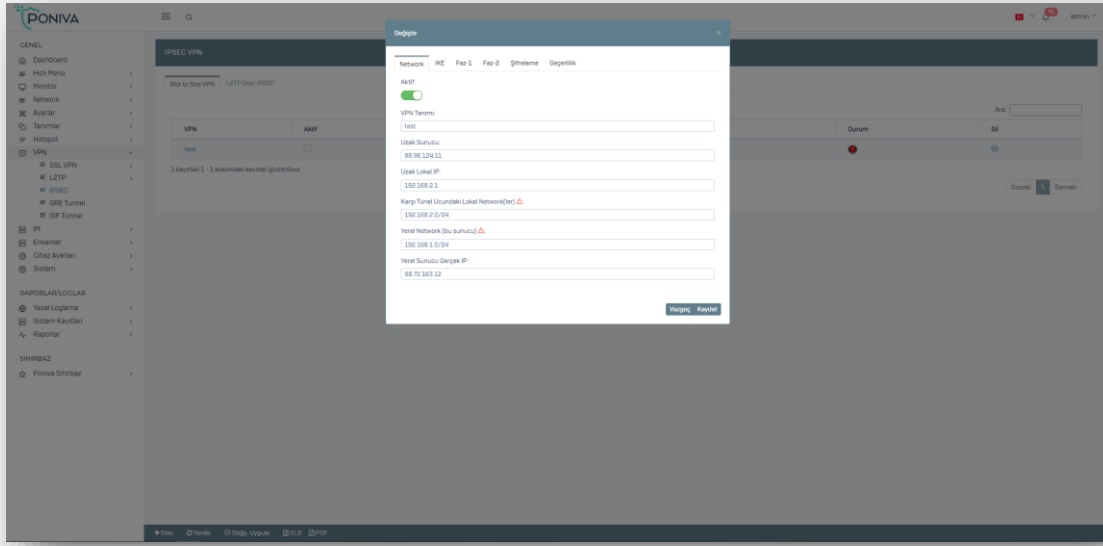 PONIVA
admin
GENEL
Dashboard
Hızlı Menü
Monitör
Network
Ayarlar
Tanımlar
Hotspot
VPN
SSL VPN
L2TP
IPSEC
GRE Tunnel
GIF Tunnel
IM
Envanter
Cihaz Ayarları
Sistem
RAPORLAR/LOGLAR
Yasal Loglama
Sistem Kayıtları
Raporlar
SIHIRBAZ
Poniva Sihirbaz
IPSEC VPN
Site to Site VPN L2TP Over IPSEC
Ara:
VPN Aktif Durum Sil
test
1 kayıttan 1 - 1 arasındaki kayıtlar gösteriliyor
Önceki 1 Sonraki
Değiştir
Network IKE Faz-1 Faz-2 Şifreleme Geçerlilik
Aktif:
VPN Tanımı:
test
Uzak Sunucu:
88.96.124.11
Uzak Lokal IP:
192.168.2.1
Karşı Tünel Ucundaki Lokal Network(ler) :
192.168.2.0/24
Yerel Network (bu sunucu) :
192.168.1.0/24
Yerel Sunucu Gerçek IP:
88.72.163.12
Vazgeç Kaydet
+Ekle Yenile Değiş. Uygula XLS PDF